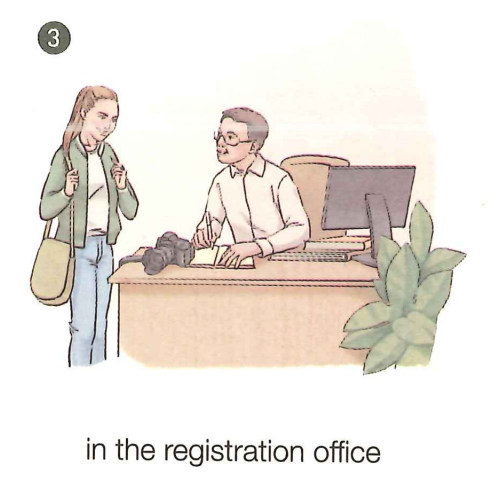 3
in the registration office